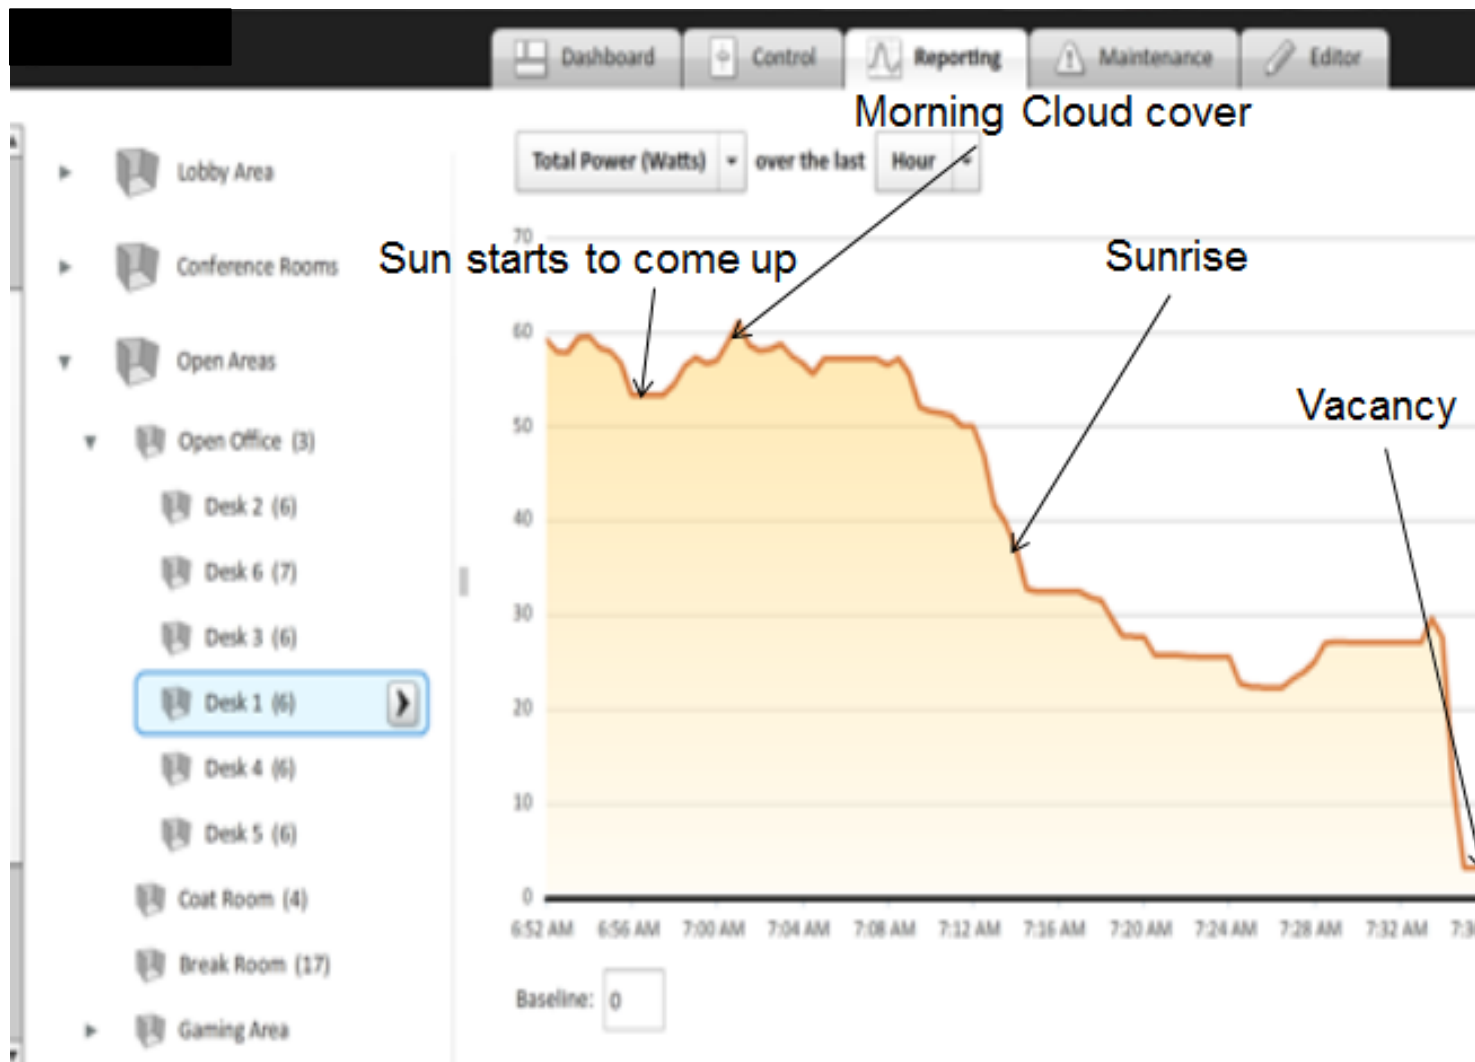 Dashboard
Control
Reporting
Maintenance
Editor
Morning Cloud cover
Total Power (Watts) over the last Hour
Lobby Area
Conference Rooms
Open Areas
Open Office (3)
Desk 2 (6)
Desk 6 (7)
Desk 3 (6)
Desk 1 (6)
Desk 4 (6)
Desk 5 (6)
Coat Room (4)
Break Room (17)
Gaming Area
Sun starts to come up
Sunrise
Vacancy
70
60
50
40
30
20
10
0
6:52 AM 6:56 AM 7:00 AM 7:04 AM 7:08 AM 7:12 AM 7:16 AM 7:20 AM 7:24 AM 7:28 AM 7:32 AM
Baseline: 0